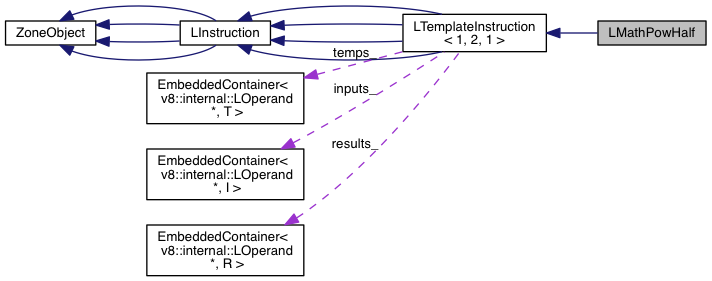 ZoneObject
LInstruction
LTemplateInstruction
< 1, 2, 1 >
LMathPowHalf
temps_
EmbeddedContainer<
v8::internal::LOperand
*, T >
inputs_
EmbeddedContainer<
v8::internal::LOperand
*, I >
results_
EmbeddedContainer<
v8::internal::LOperand
*, R >